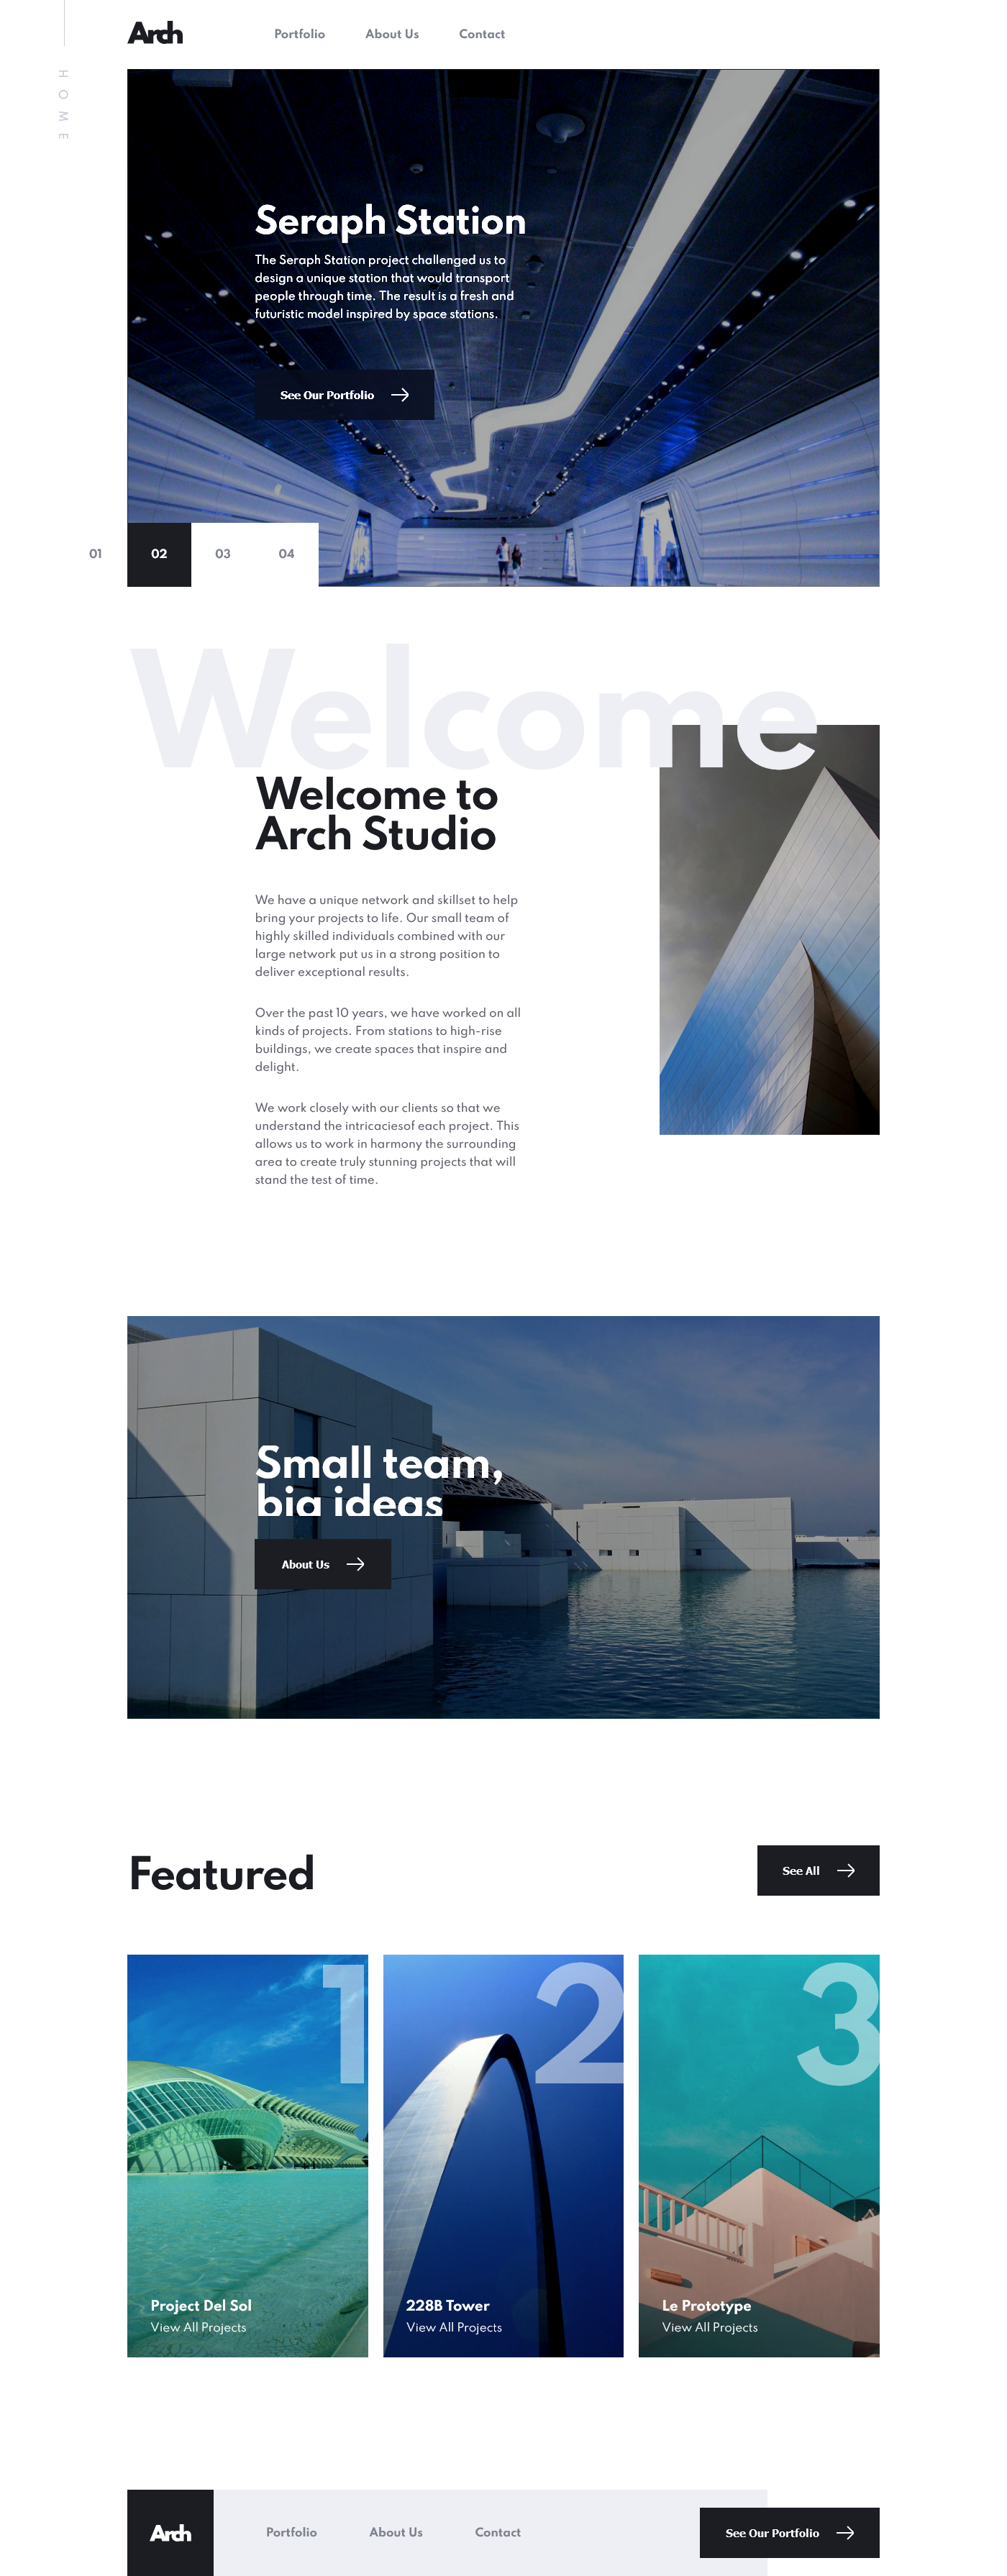 Arch
Portfolio
About Us
Contact
HOME
Seraph Station
The Seraph Station project challenged us to
design a unique station that would transport
people through time. The result is a fresh and
futuristic model inspired by space stations.
See Our Portfolio
01
02
03
04
Welcome
Welcome to
Arch Studio
We have a unique network and skillset to help
bring your projects to life. Our small team of
highly skilled individuals combined with our
large network put us in a strong position to
deliver exceptional results.
Over the past 10 years, we have worked on all
kinds of projects. From stations to high-rise
buildings, we create spaces that inspire and
delight.
We work closely with our clients so that we
understand the intricaciesof each project. This
allows us to work in harmony the surrounding
area to create truly stunning projects that will
stand the test of time.
Small team,
big ideas
About Us
Featured
See All
1
Project Del Sol
View All Projects
2
228B Tower
View All Projects
3
Le Prototype
View All Projects
Arch
Portfolio
About Us
Contact
See Our Portfolio